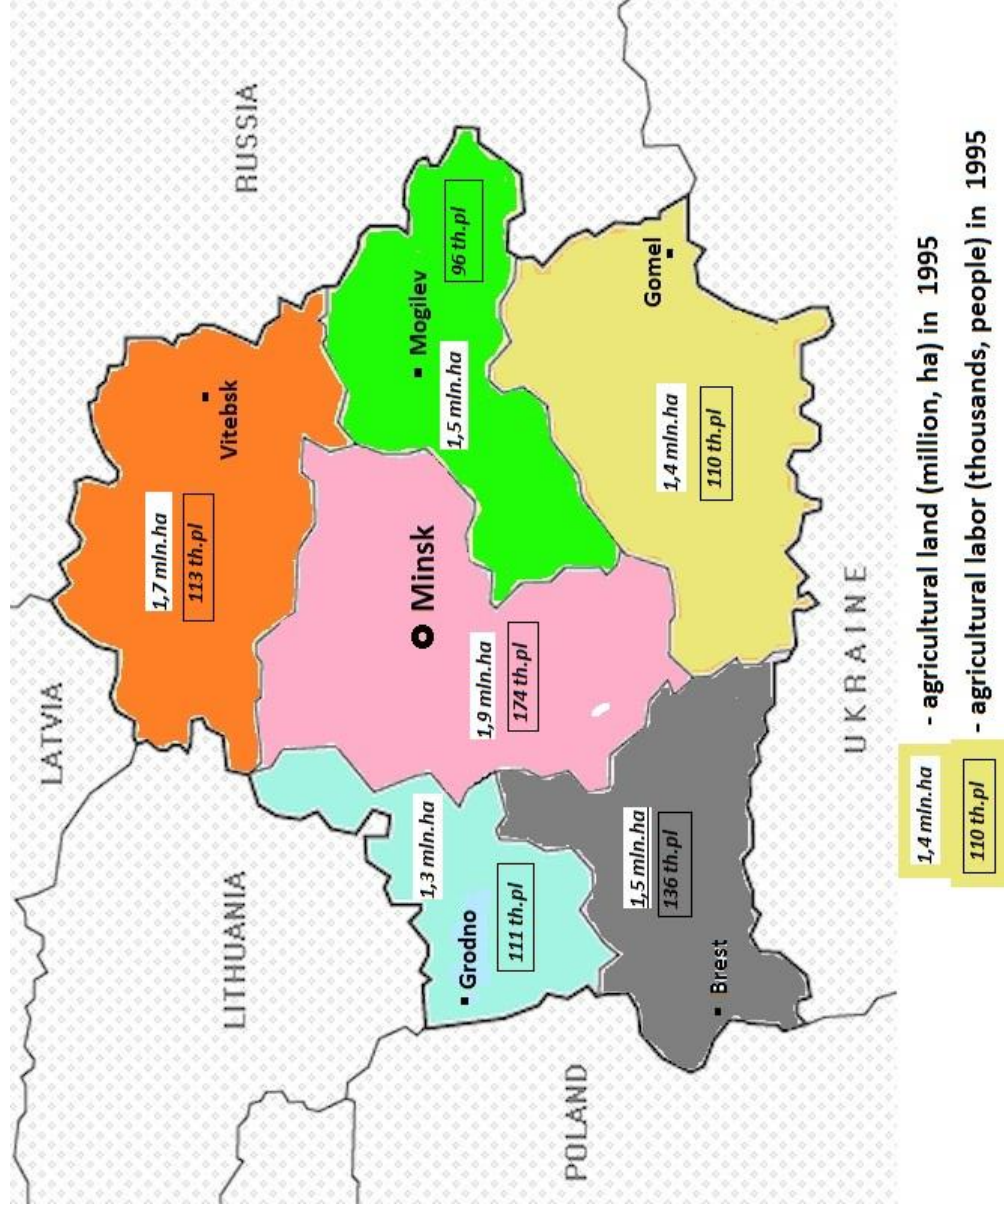 LATVIA
RUSSIA
LITHUANIA
POLAND
UKRAINE
Vitebsk
1,7 mln.ha
113 th.pl
Mogilev
1,5 mln.ha
96 th.pl
Minsk
1,9 mln.ha
174 th.pl
Grodno
1,3 mln.ha
111 th.pl
Brest
1,5 mln.ha
136 th.pl
Gomel
1,4 mln.ha
110 th.pl
1,4 mln.ha - agricultural land (million, ha) in 1995
110 th.pl - agricultural labor (thousands, people) in 1995